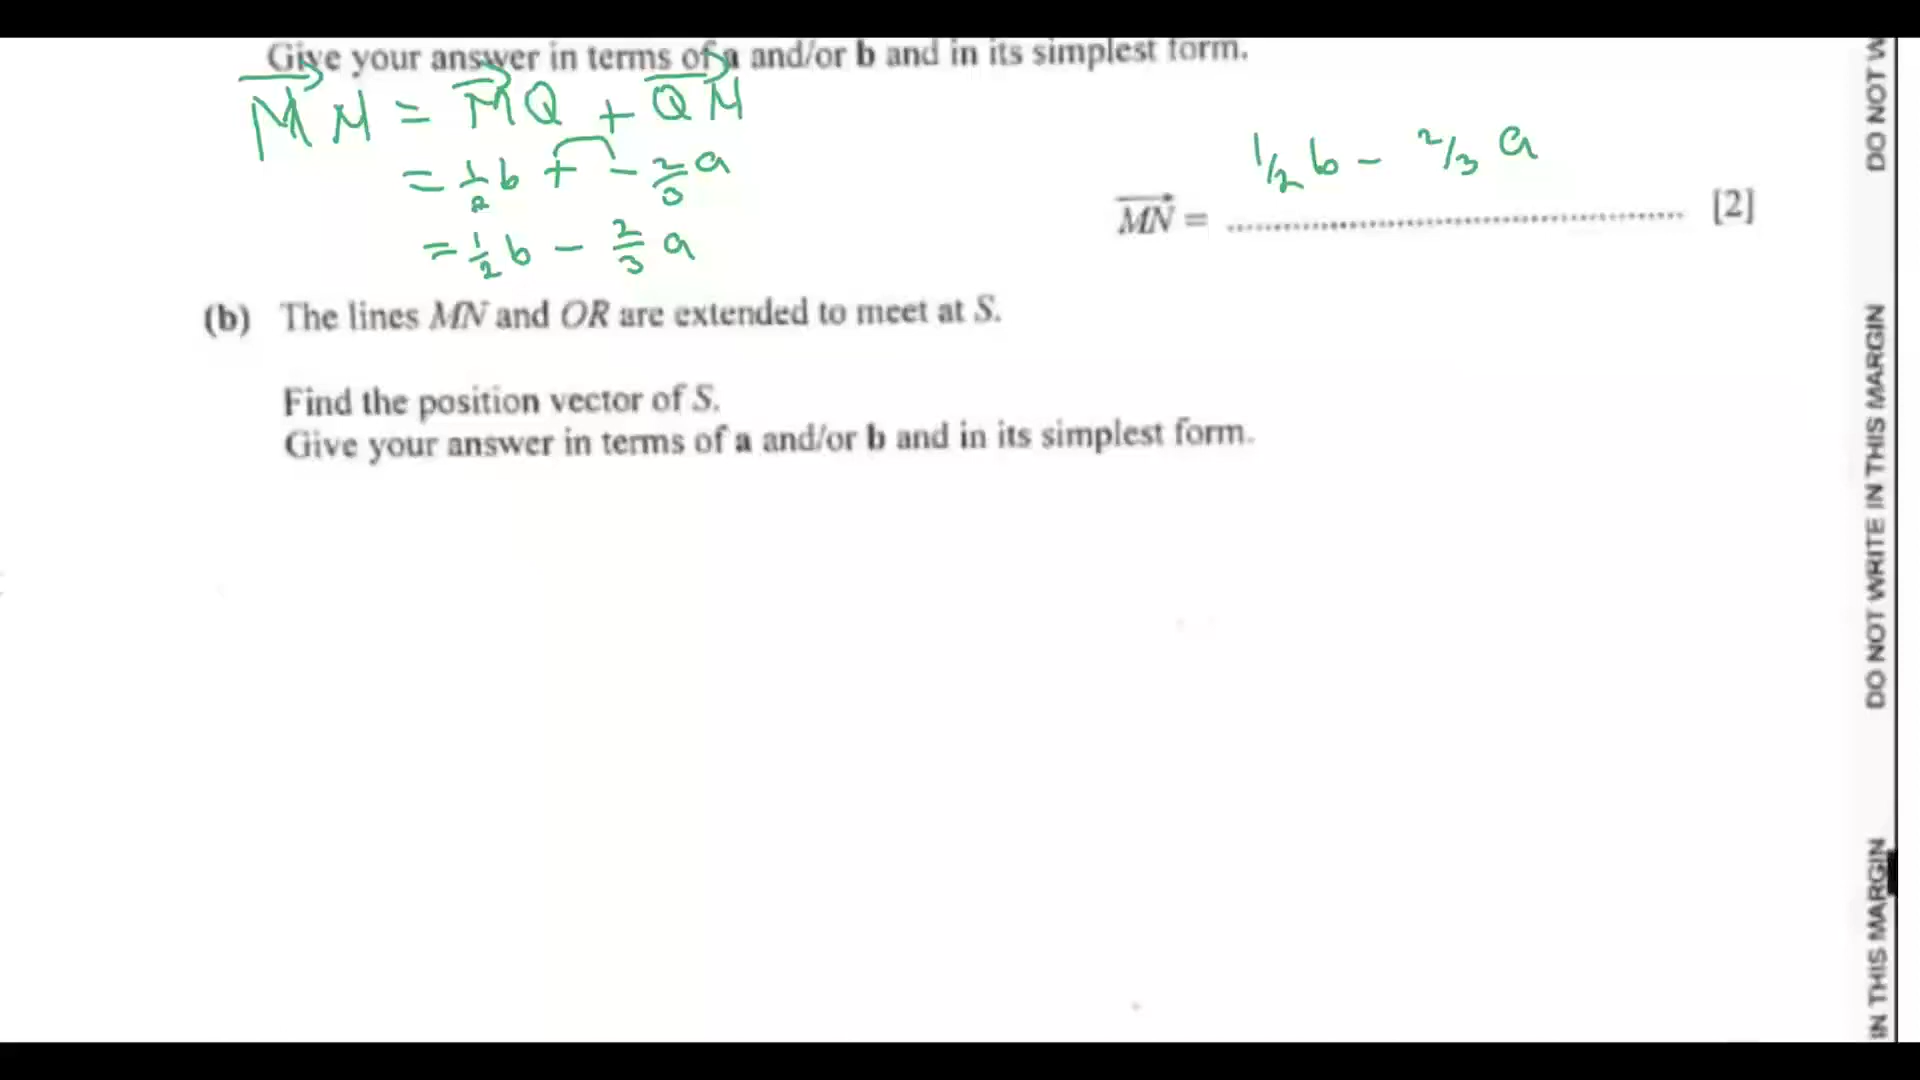 Give your answer in terms of a and/or b and in its simplest form.
MN = MQ + QN
= 1/2 b + - 2/3 a
= 1/2 b - 2/3 a
1/2 b - 2/3 a
MN = ........................................ [2]
(b) The lines MN and OR are extended to meet at S.
Find the position vector of S.
Give your answer in terms of a and/or b and in its simplest form.
DO NOT W
DO NOT WRITE IN THIS MARGIN
IN THIS MARGIN